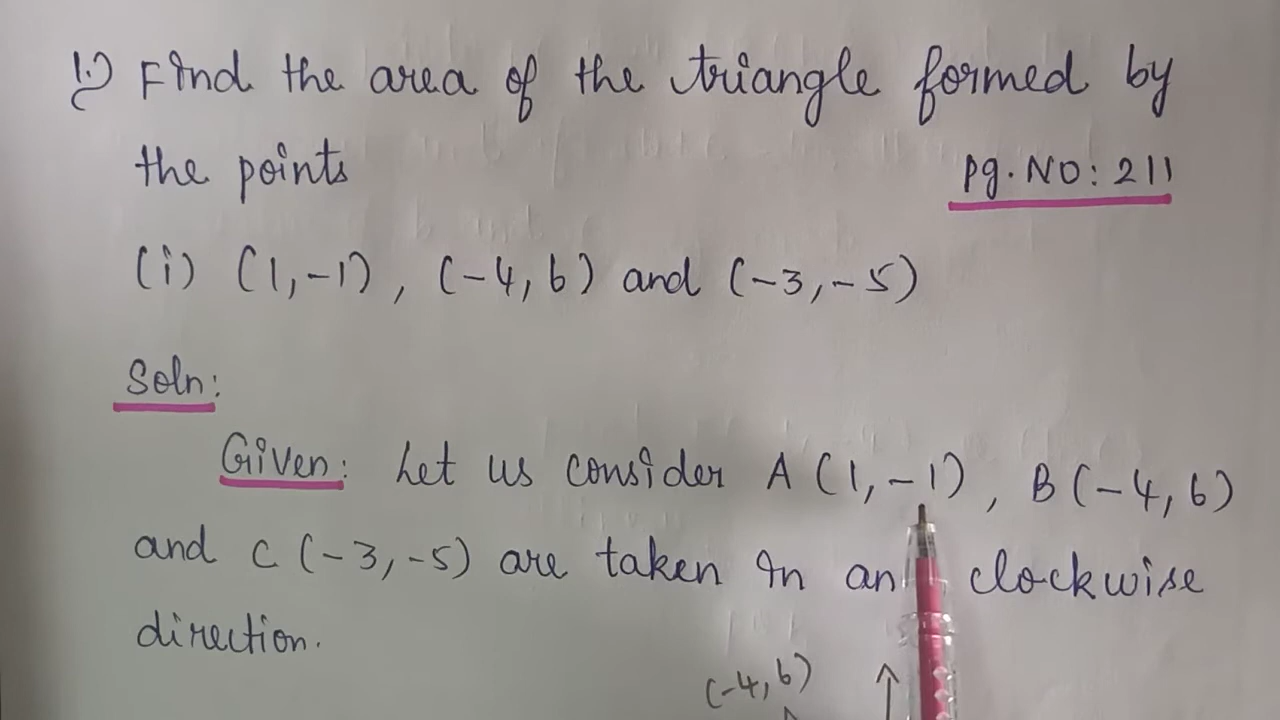 1.) Find the area of the triangle formed by
the points
Pg. NO: 211
(i) (1,-1), (-4,6) and (-3,-5)
Soln:
Given: Let us consider A (1,-1), B (-4,6)
and C (-3,-5) are taken in an clockwise
direction.
(-4,6)